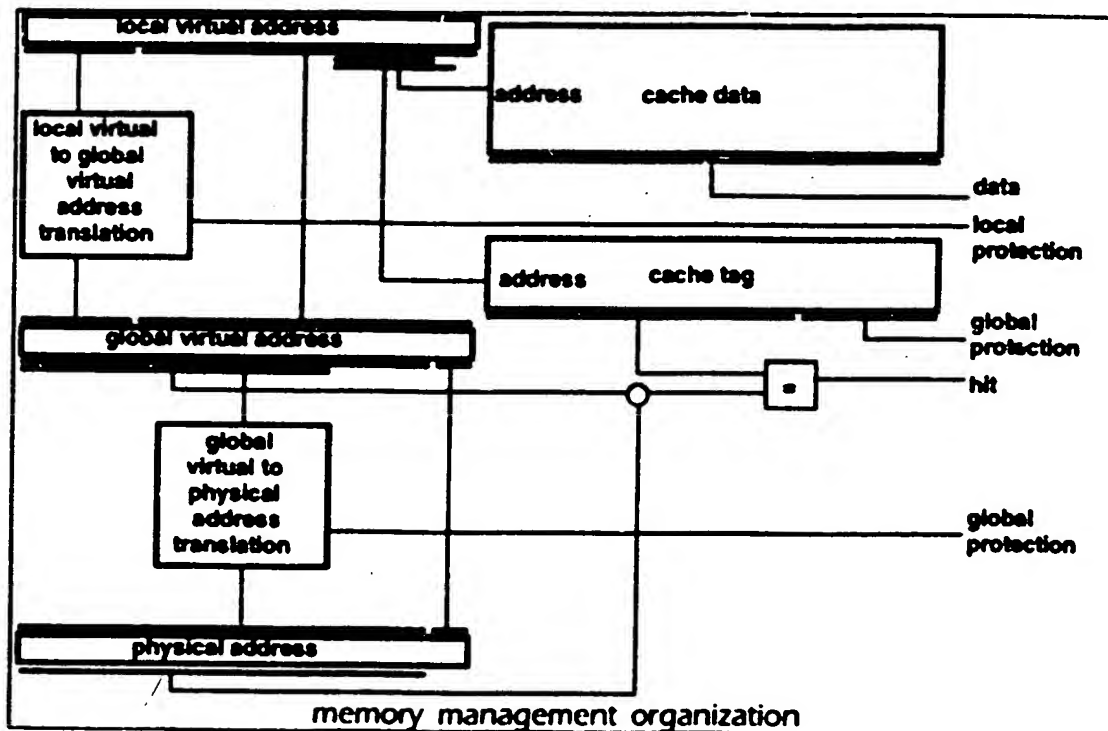 local virtual address
address
cache data
local virtual
to global
virtual
address
translation
data
local
protection
address
cache tag
global virtual address
global
protection
=
hit
global
virtual to
physical
address
translation
global
protection
physical address
memory management organization